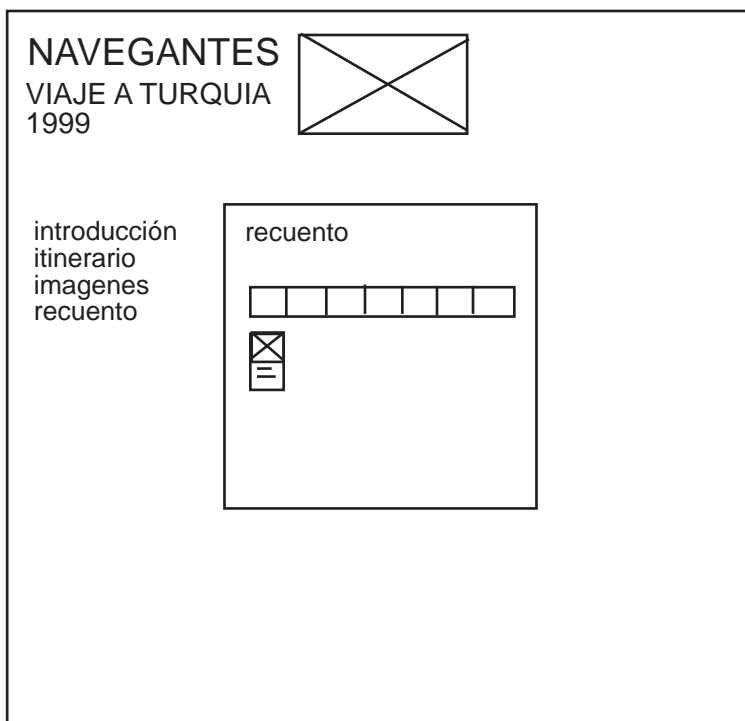 NAVEGANTES
VIAJE A TURQUIA
1999
introducción
itinerario
imagenes
recuento
recuento